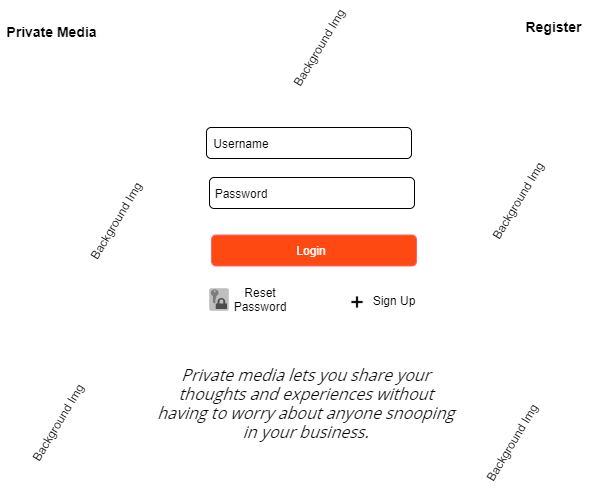 Private Media
Background Img
Register
Username
Password
Background Img
Background Img
Login
Reset
Password
Sign Up
Private media lets you share your
thoughts and experiences without
having to worry about anyone snooping
in your business.
Background Img
Background Img